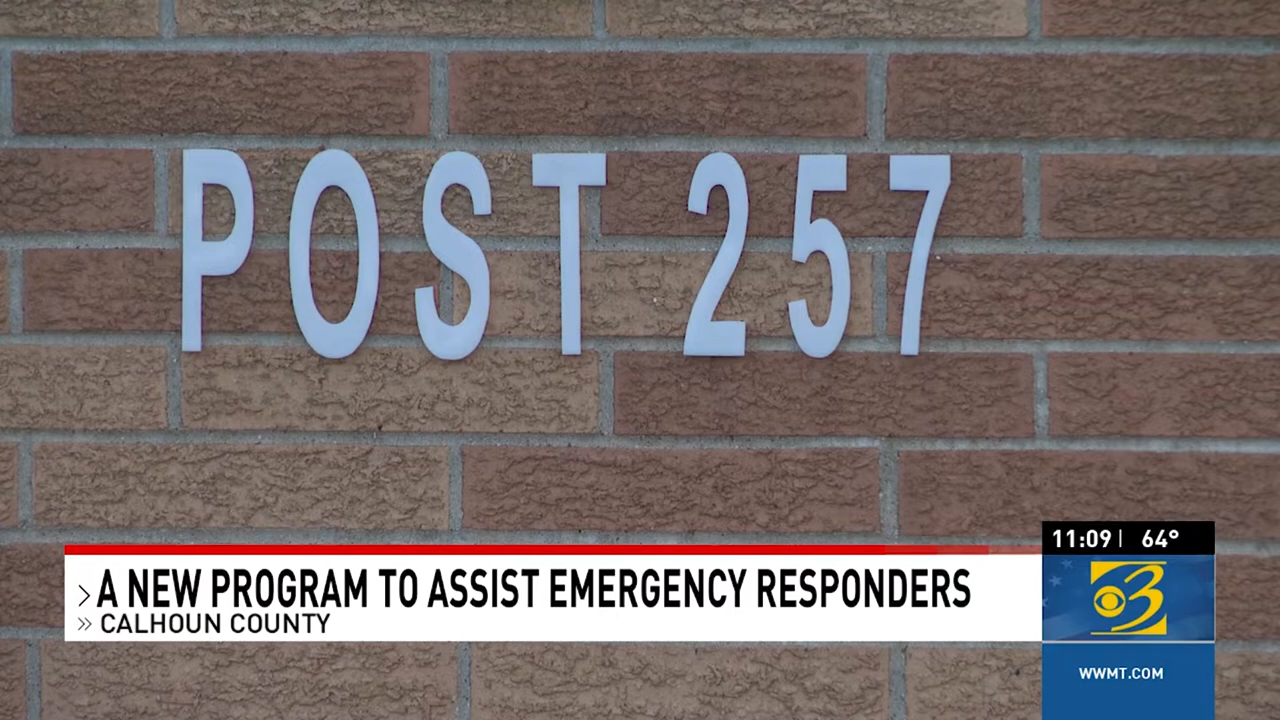 POST 257
A NEW PROGRAM TO ASSIST EMERGENCY RESPONDERS
CALHOUN COUNTY
11:09 | 64°
3
WWMT.COM